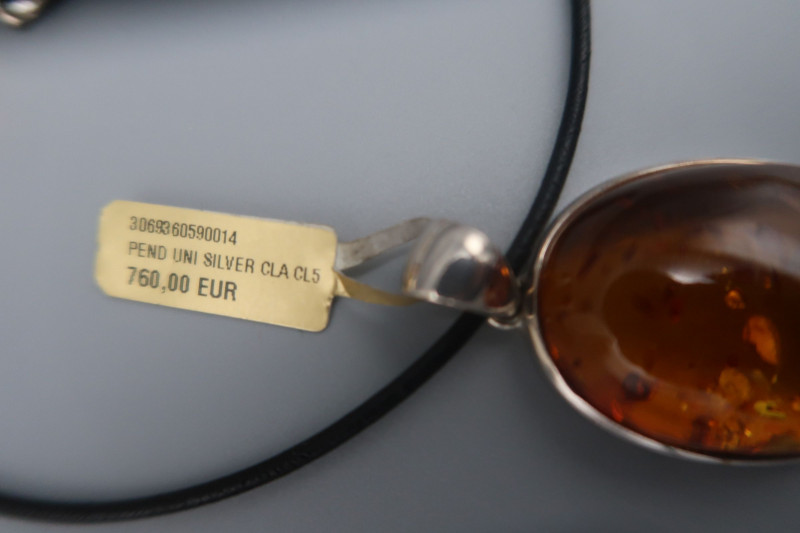 3069360590014
PEND UNI SILVER CLA CL5
760,00 EUR